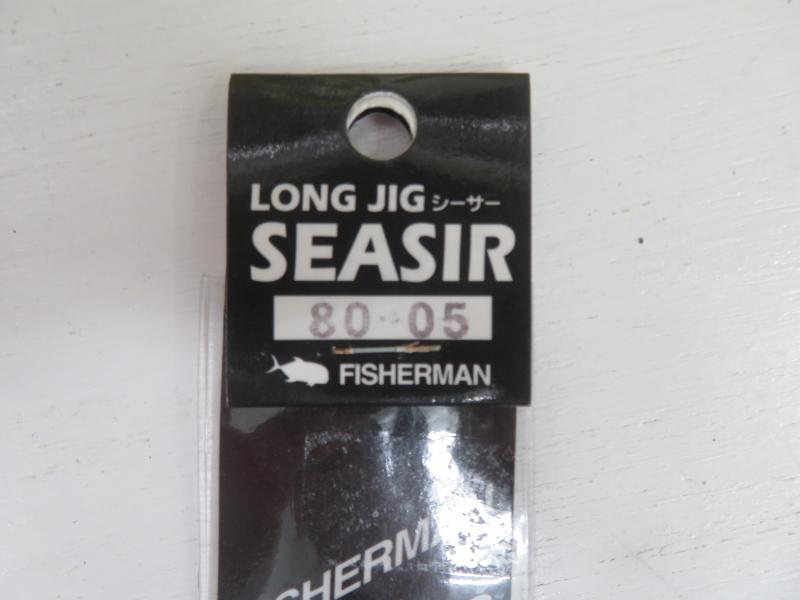 LONG JIG シーサー
SEASIR
80-05
FISHERMAN